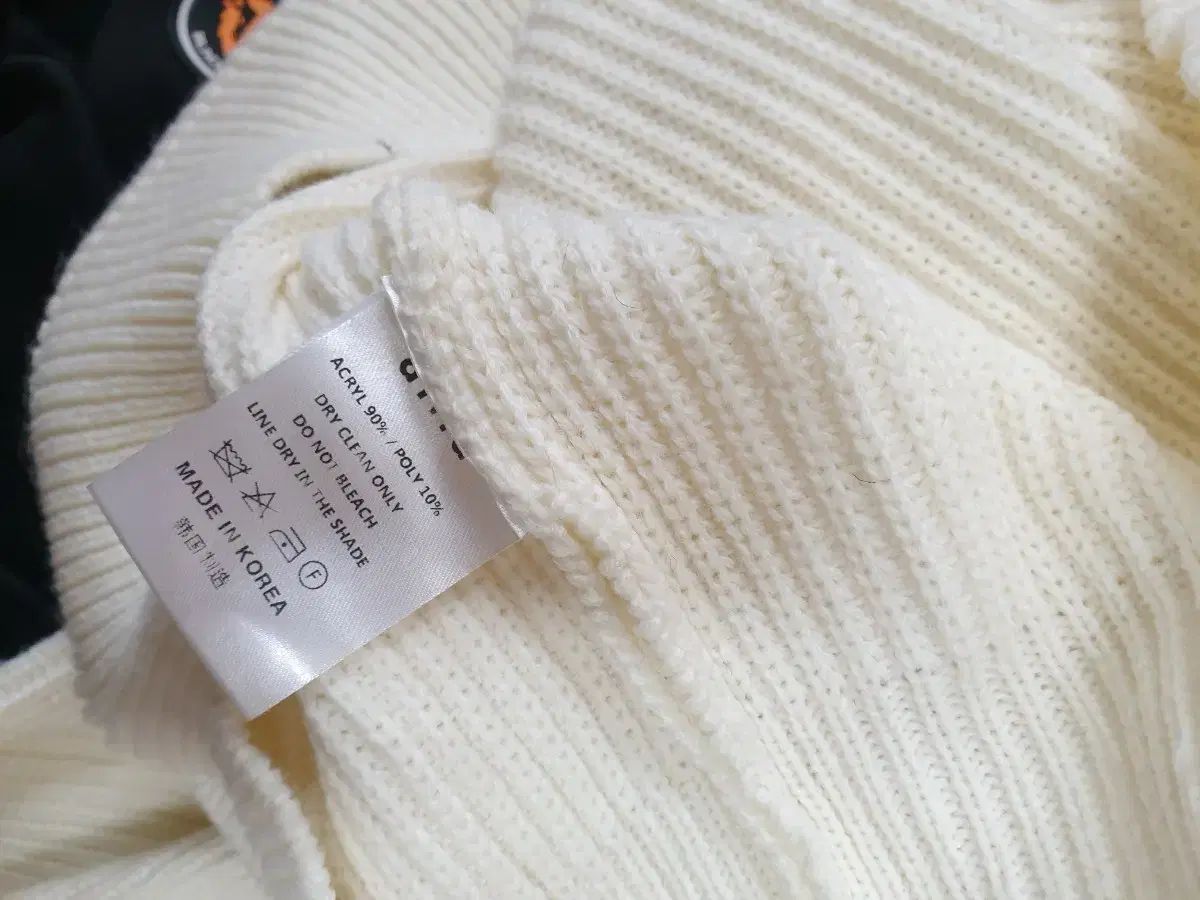 ACRYL 90% / POLY 10%
DRY CLEAN ONLY
DO NOT BLEACH
LINE DRY IN THE SHADE
F
MADE IN KOREA
韩国制造